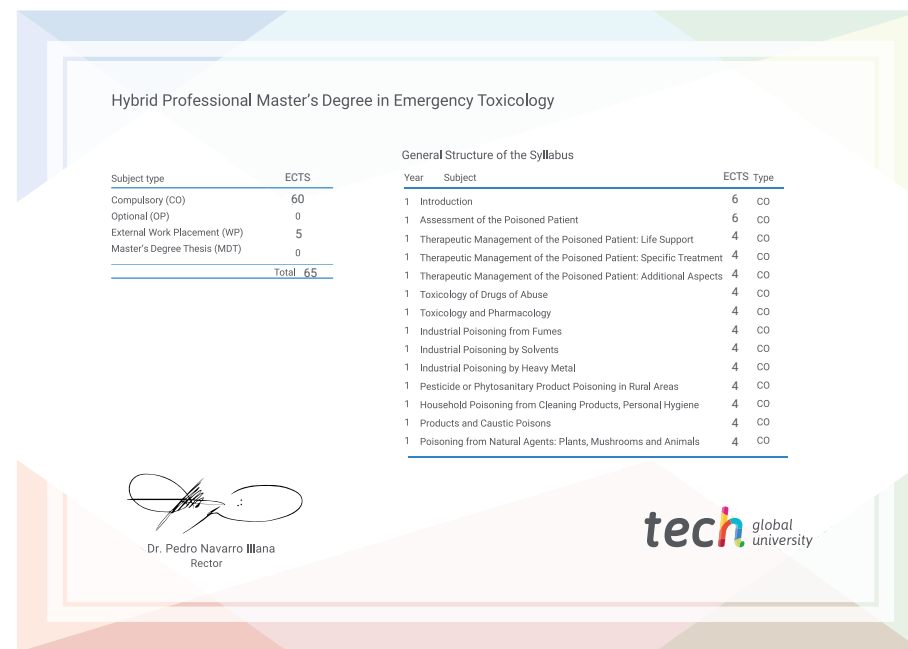 Hybrid Professional Master's Degree in Emergency Toxicology
Subject type ECTS
Compulsory (CO) 60
Optional (OP) 0
External Work Placement (WP) 5
Master's Degree Thesis (MDT) 0
Total 65
General Structure of the Syllabus
Year Subject ECTS Type
1 Introduction 6 CO
1 Assessment of the Poisoned Patient 6 CO
1 Therapeutic Management of the Poisoned Patient: Life Support 4 CO
1 Therapeutic Management of the Poisoned Patient: Specific Treatment 4 CO
1 Therapeutic Management of the Poisoned Patient: Additional Aspects 4 CO
1 Toxicology of Drugs of Abuse 4 CO
1 Toxicology and Pharmacology 4 CO
1 Industrial Poisoning from Fumes 4 CO
1 Industrial Poisoning by Solvents 4 CO
1 Industrial Poisoning by Heavy Metal 4 CO
1 Pesticide or Phytosanitary Product Poisoning in Rural Areas 4 CO
1 Household Poisoning from Cleaning Products, Personal Hygiene 4 CO
1 Products and Caustic Poisons 4 CO
1 Poisoning from Natural Agents: Plants, Mushrooms and Animals 4 CO
Dr. Pedro Navarro Illana
Rector
tech global university